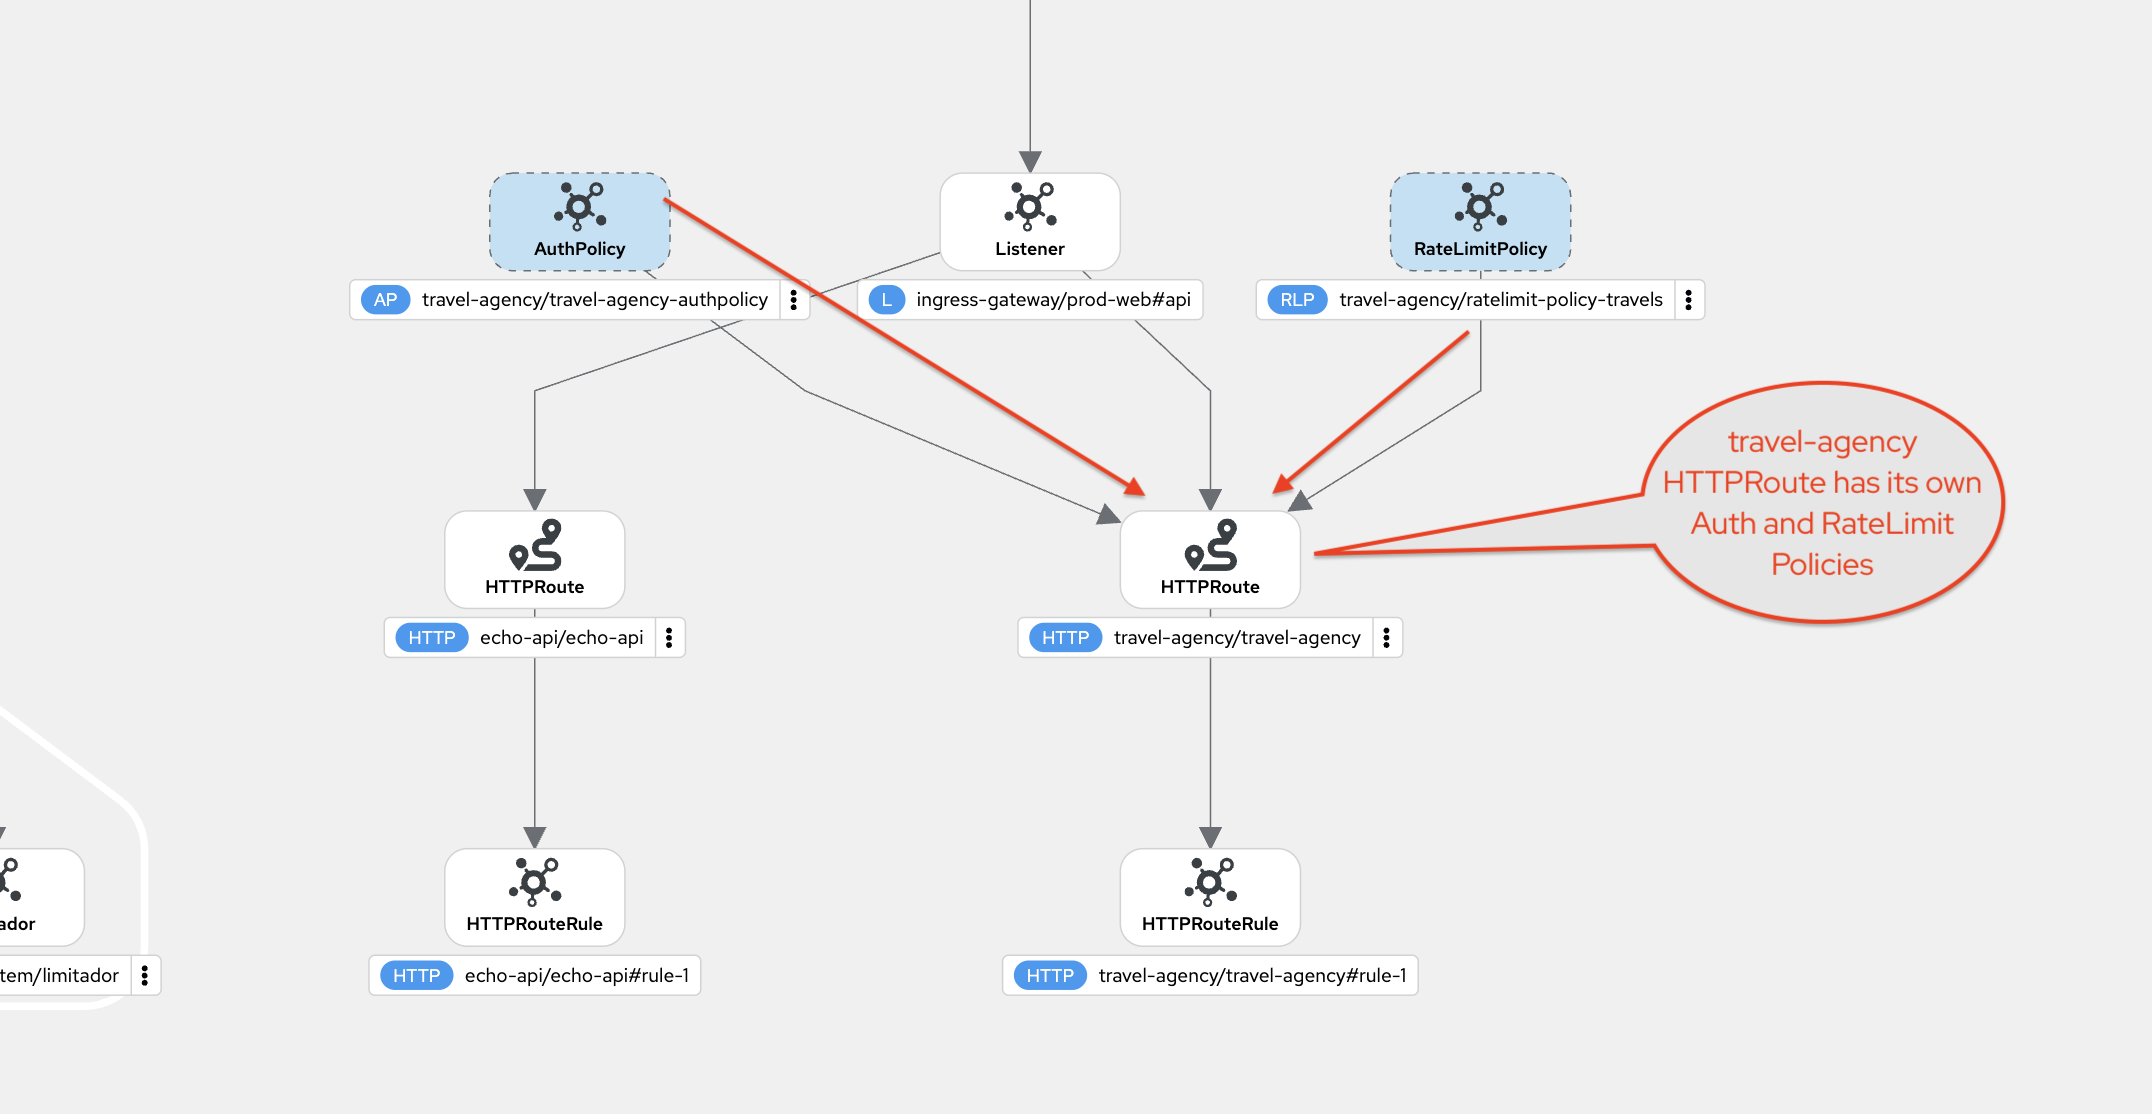 AuthPolicy
Listener
RateLimitPolicy
AP travel-agency/travel-agency-authpolicy
L ingress-gateway/prod-web#api
RLP travel-agency/ratelimit-policy-travels
travel-agency
HTTPRoute has its own
Auth and RateLimit
Policies
HTTPRoute
HTTPRoute
HTTP echo-api/echo-api
HTTP travel-agency/travel-agency
ador
HTTPRouteRule
HTTPRouteRule
tem/limitador
HTTP echo-api/echo-api#rule-1
HTTP travel-agency/travel-agency#rule-1